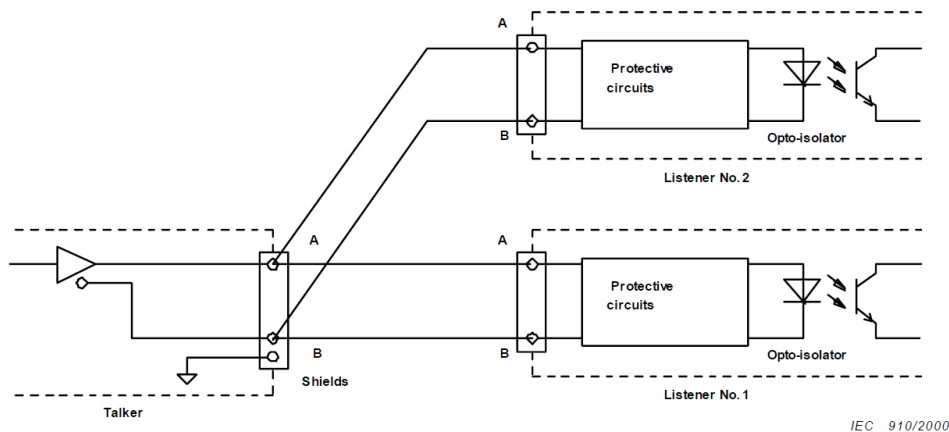 A
Protective
circuits
B
Opto-isolator
Listener No. 2
A
A
Protective
circuits
B
B
Opto-isolator
Shields
Listener No. 1
Talker
IEC 910/2000